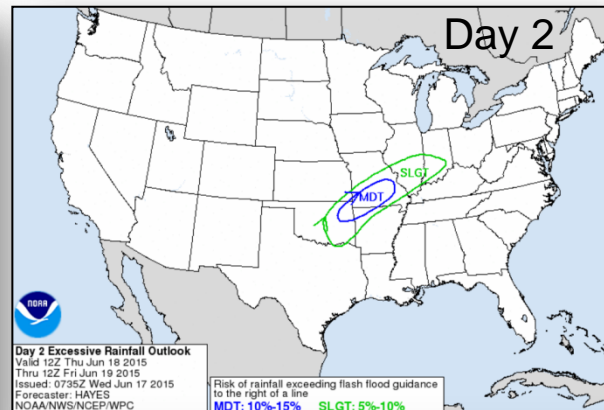 Day 2
SLGT
MDT
NOAA
Day 2 Excessive Rainfall Outlook
Valid 12Z Thu Jun 18 2015
Thru 12Z Fri Jun 19 2015
Issued: 0735Z Wed Jun 17 2015
Forecaster: HAYES
NOAA/NWS/NCEP/WPC
Risk of rainfall exceeding flash flood guidance
to the right of a line
MDT: 10%-15% SLGT: 5%-10%